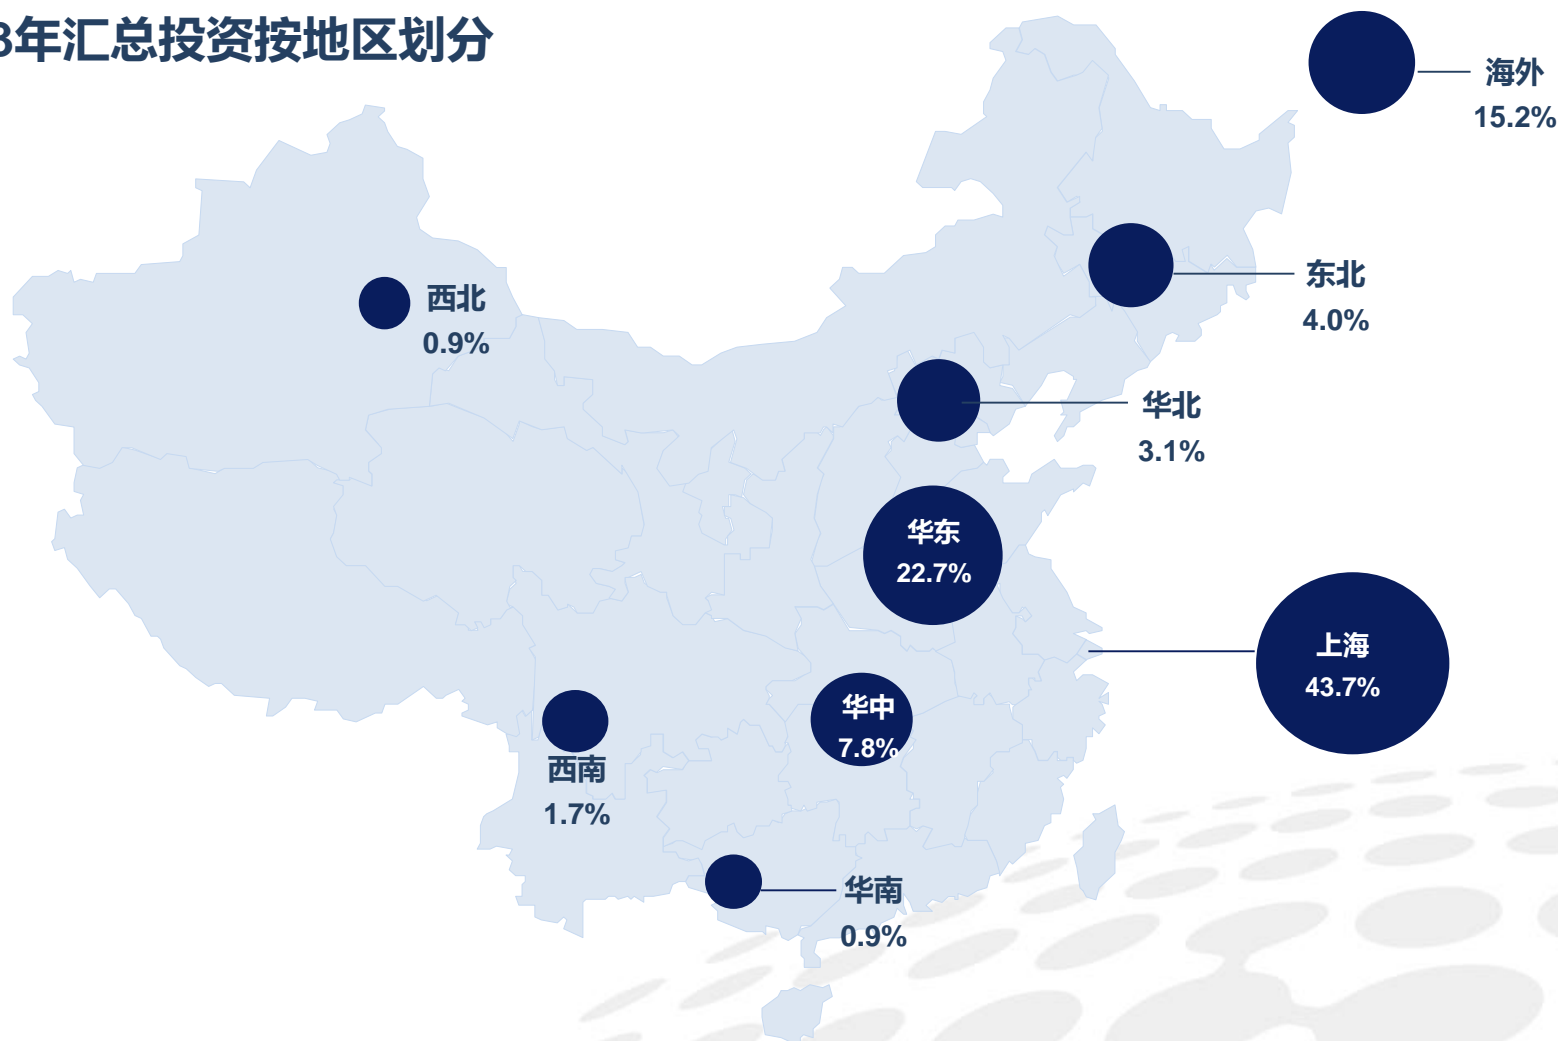 3年汇总投资按地区划分
海外
15.2%
东北
4.0%
西北
0.9%
华北
3.1%
华东
22.7%
上海
43.7%
华中
7.8%
西南
1.7%
华南
0.9%